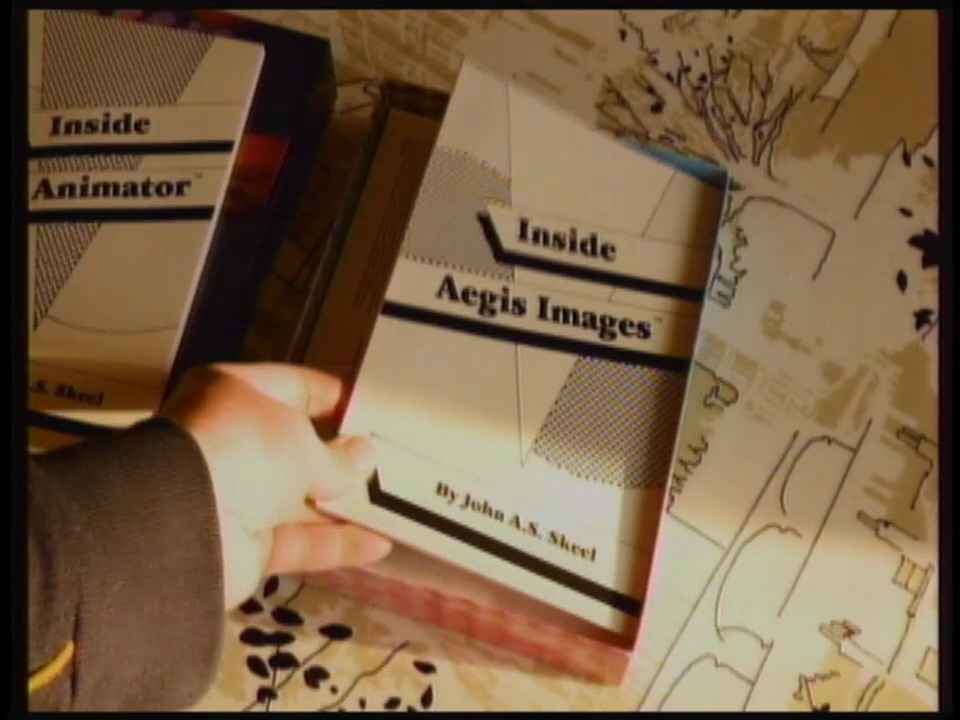 Inside
Animator™
.S. Skeel
Inside
Aegis Images™
By John A.S. Skeel